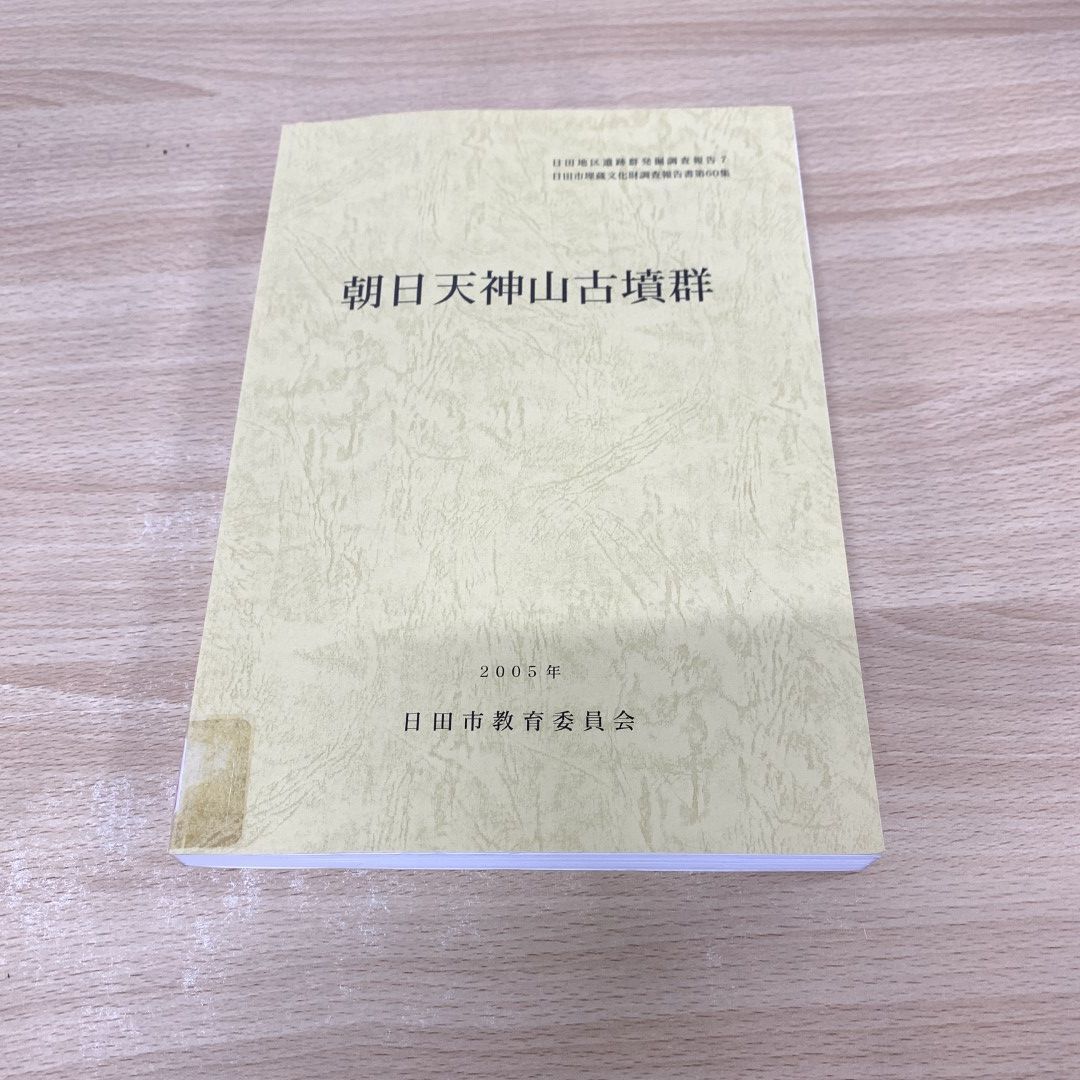 日田地区遺跡群発掘調査報告7
日田市埋蔵文化財調査報告書第60集
朝日天神山古墳群
2005年
日田市教育委員会